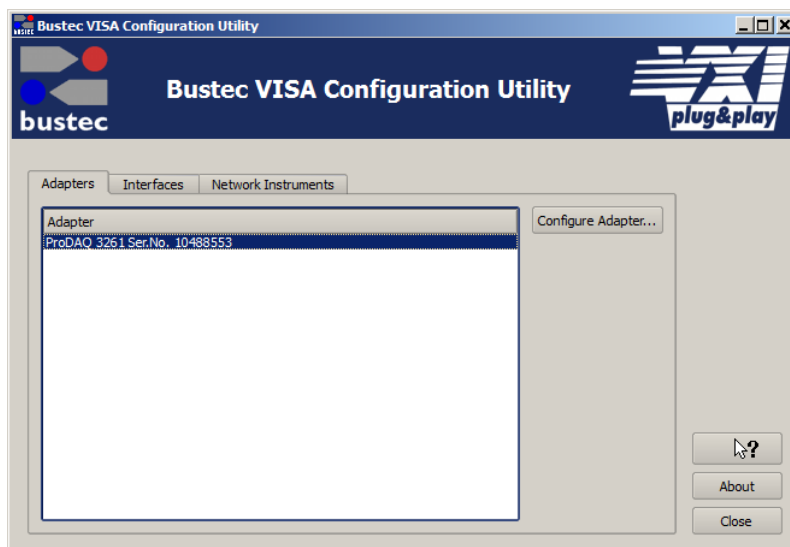 Bustec VISA Configuration Utility
Bustec VISA Configuration Utility
VXI
plug&play
bustec
Adapters Interfaces Network Instruments
Adapter
Configure Adapter...
ProDAQ 3261 Ser.No. 10488553
?
About
Close